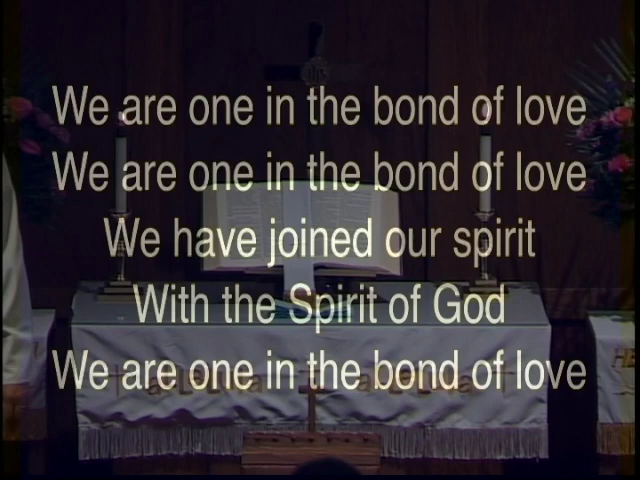 We are one in the bond of love
We are one in the bond of love
We have joined our spirit
With the Spirit of God
We are one in the bond of love